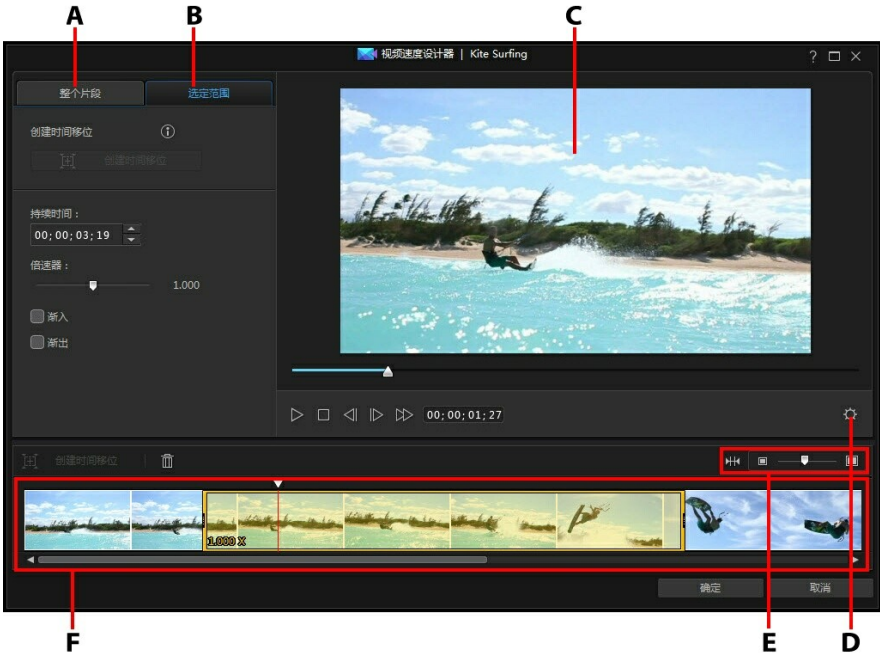 A
B
C
视频速度设计器 | Kite Surfing
整个片段
选定范围
创建时间移位
创建时间移位
持续时间：
00; 00; 03; 19
倍速器：
1.000
渐入
渐出
00; 00; 01; 27
创建时间移位
1.000 X
确定
取消
F
E
D